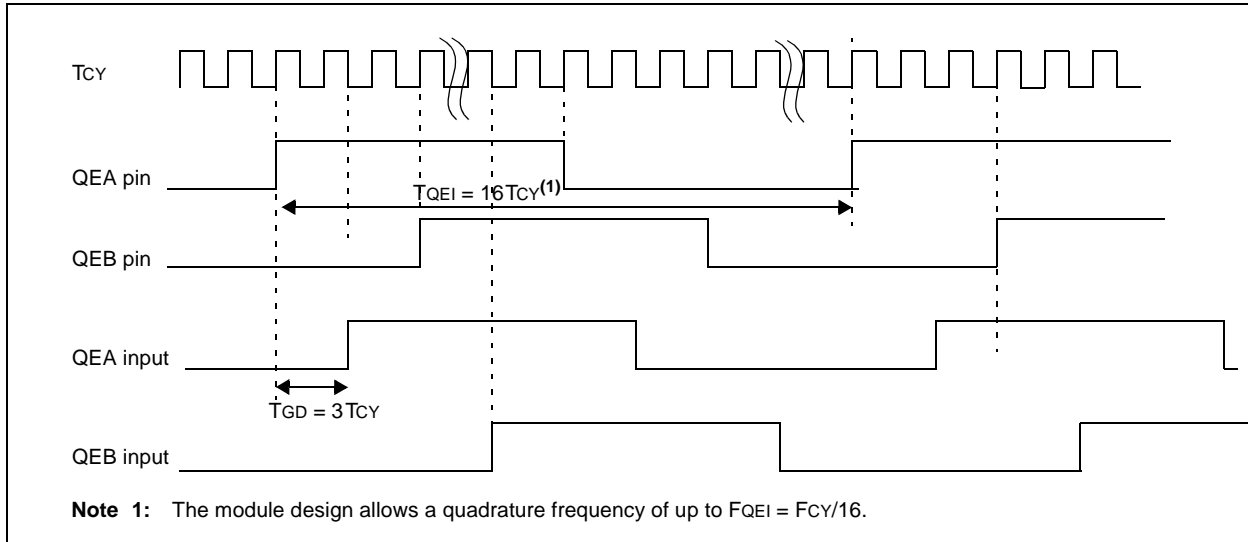 TCY
QEA pin
TQEI = 16TCY(1)
QEB pin
QEA input
TGD = 3TCY
QEB input
Note 1: The module design allows a quadrature frequency of up to FQEI = FCY/16.